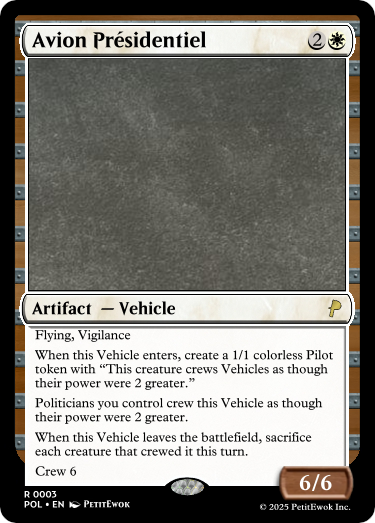 Avion Présidentiel 2
Artifact — Vehicle
Flying, Vigilance
When this Vehicle enters, create a 1/1 colorless Pilot
token with “This creature crews Vehicles as though
their power were 2 greater.”
Politicians you control crew this Vehicle as though
their power were 2 greater.
When this Vehicle leaves the battlefield, sacrifice
each creature that crewed it this turn.
Crew 6
6/6
R 0003
POL • EN PetitEwok
© 2025 PetitEwok Inc.